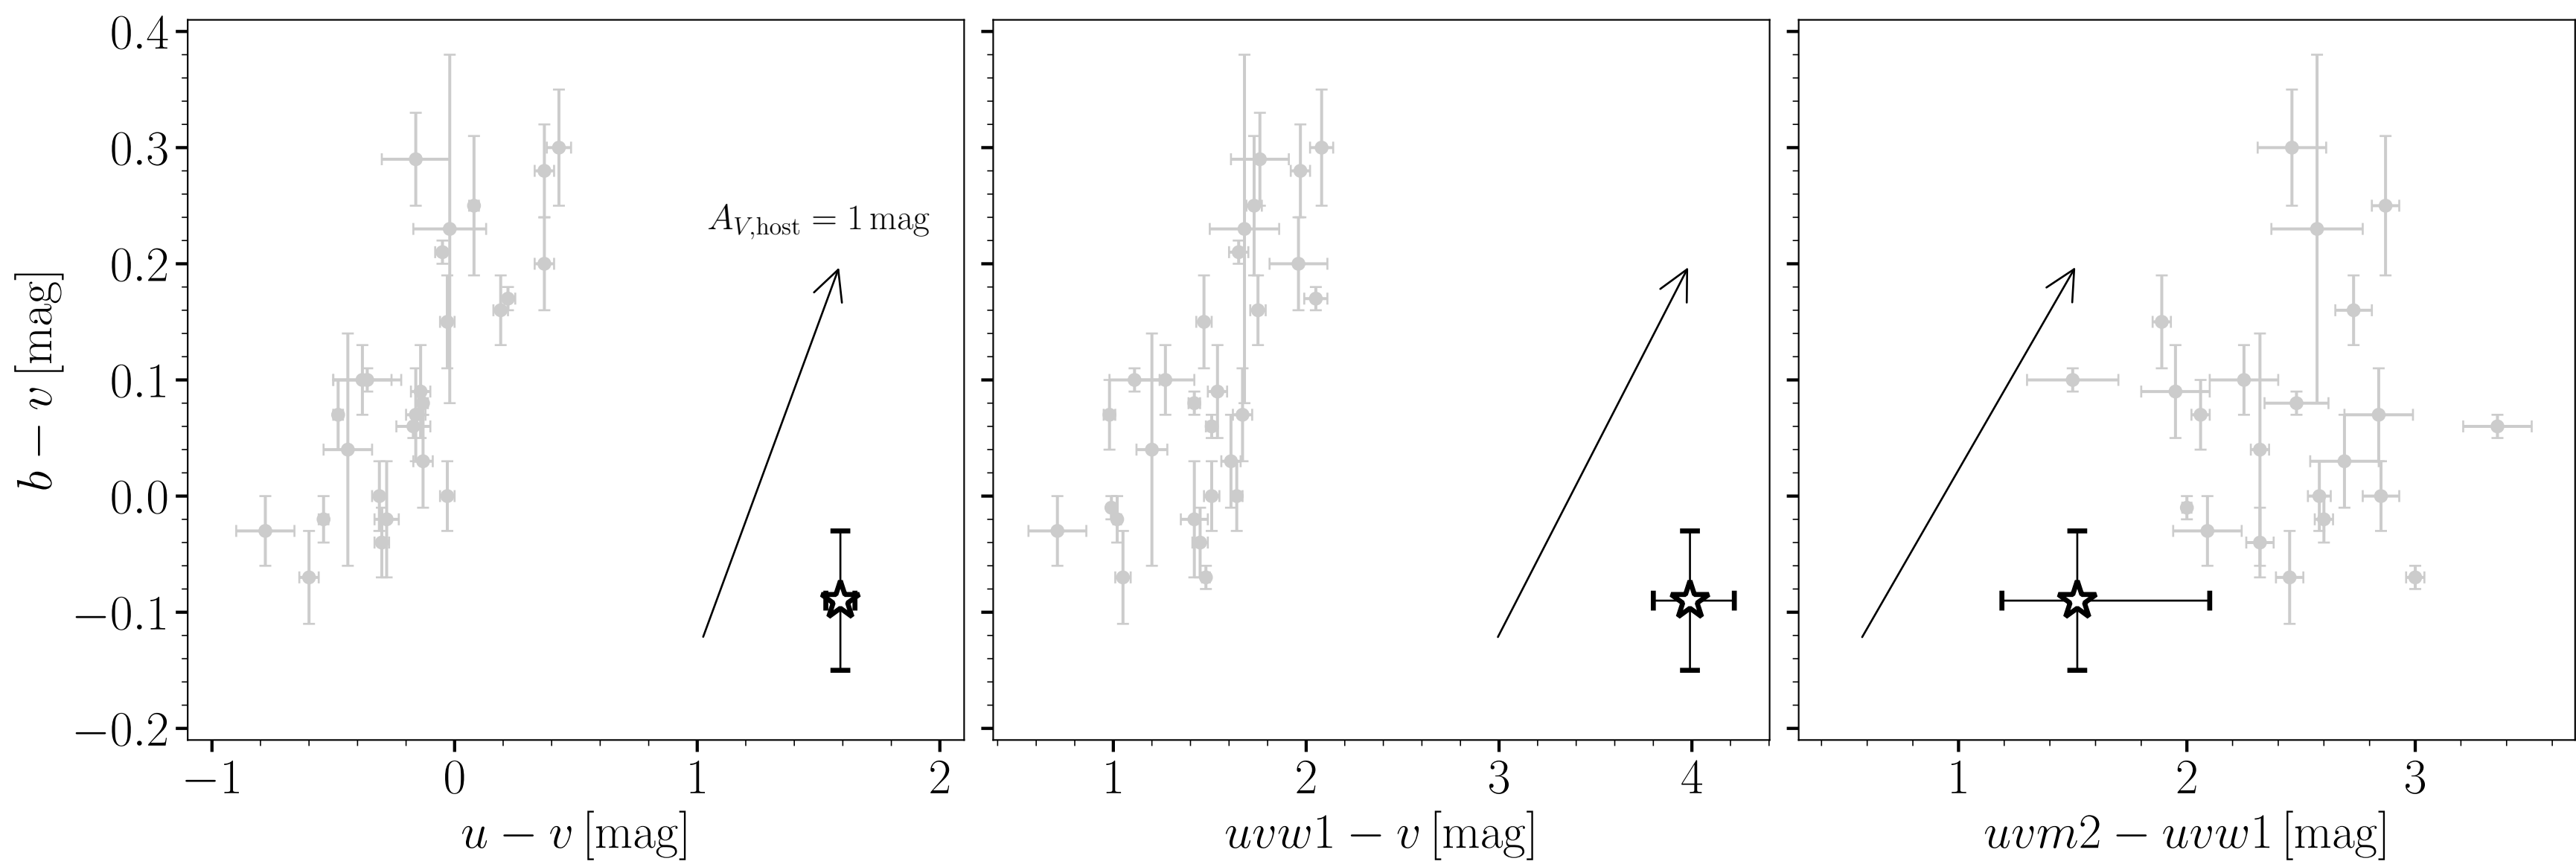 0.4
0.3
0.2
0.1
0.0
−0.1
−0.2
b − v [mag]
A_{V,host} = 1 mag
−1 0 1 2
1 2 3 4
1 2 3
u − v [mag]
uvw1 − v [mag]
uvm2 − uvw1 [mag]